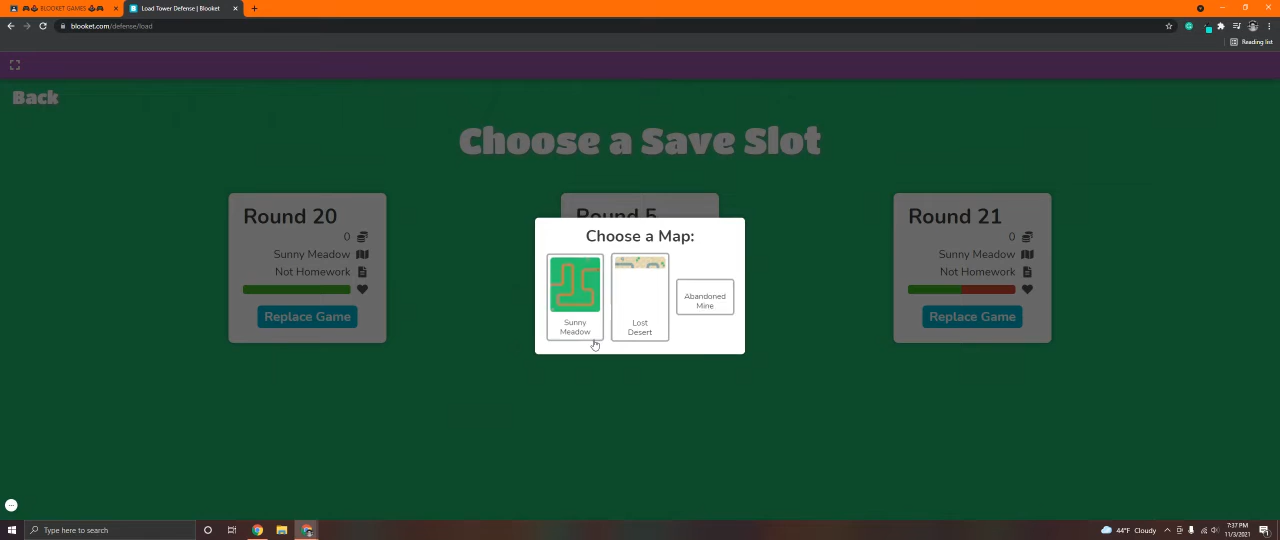 BLOOKET GAMES
Load Tower Defense | Blooket
blooket.com/defense/load
Reading list
Back
Choose a Save Slot
Round 20
0
Sunny Meadow
Not Homework
Replace Game
Round 5
Round 21
0
Sunny Meadow
Not Homework
Replace Game
Choose a Map:
Sunny
Meadow
Lost
Desert
Abandoned
Mine
Type here to search
44°F Cloudy
7:37 PM
11/3/2021